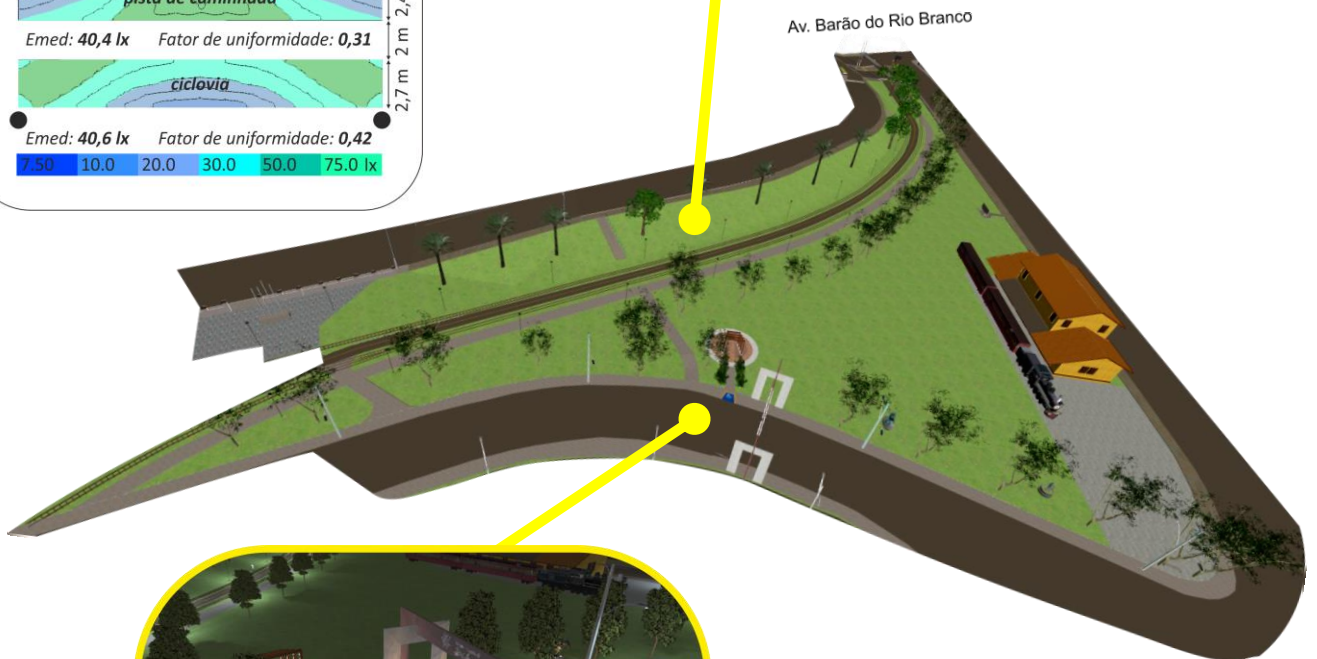 pista de caminhada
Emed: 40,4 lx Fator de uniformidade: 0,31
2 m
ciclovia
2,7 m
Emed: 40,6 lx Fator de uniformidade: 0,42
7.50 10.0 20.0 30.0 50.0 75.0 lx
Av. Barão do Rio Branco